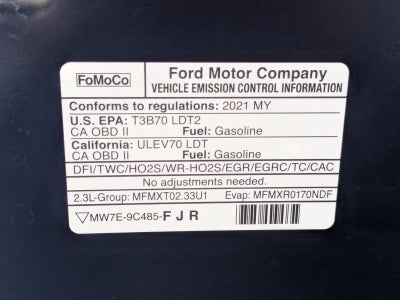 FoMoCo
Ford Motor Company
VEHICLE EMISSION CONTROL INFORMATION
Conforms to regulations: 2021 MY
U.S. EPA: T3B70 LDT2
CA OBD II Fuel: Gasoline
California: ULEV70 LDT
CA OBD II Fuel: Gasoline
DFI/TWC/HO2S/WR-HO2S/EGR/EGRC/TC/CAC
No adjustments needed.
2.3L-Group: MFMXT02.33U1 Evap: MFMXR0170NDF
MW7E-9C485-FJR